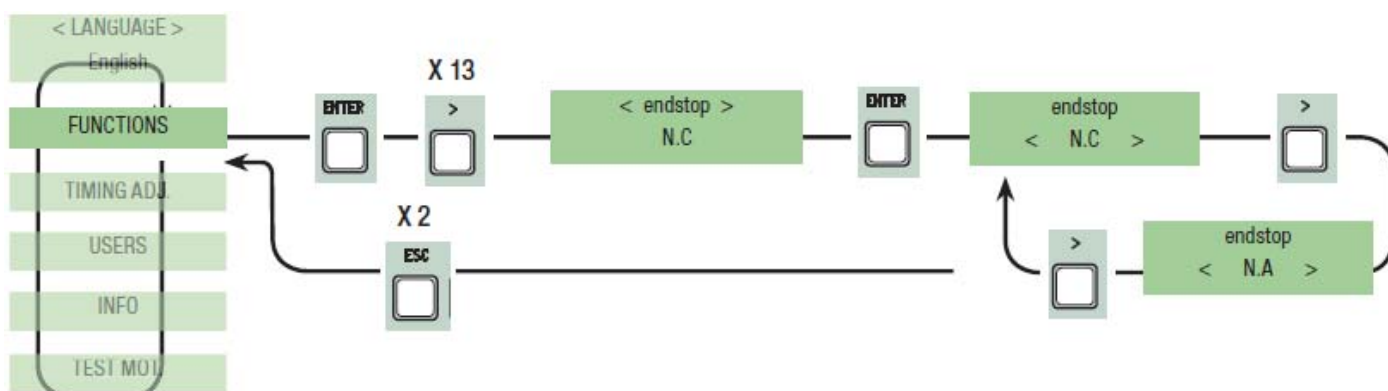 < LANGUAGE >
English
FUNCTIONS
TIMING ADJ.
USERS
INFO
TEST MOT.
ENTER
X 13
>
< endstop >
N.C
ENTER
endstop
< N.C >
>
endstop
< N.A >
>
X 2
ESC